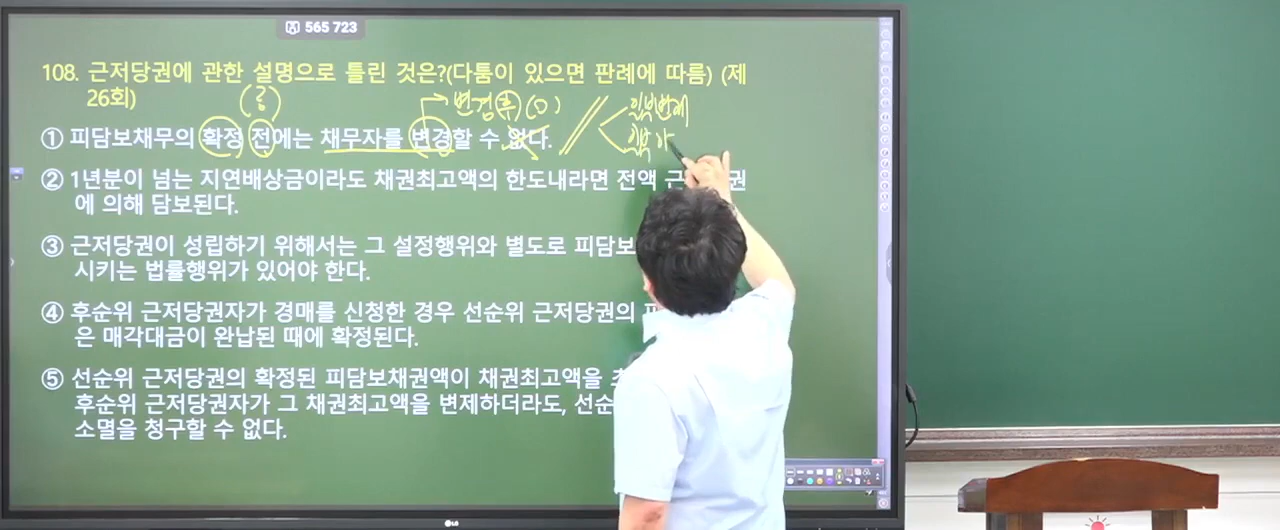 565 723
108. 근저당권에 관한 설명으로 틀린 것은?(다툼이 있으면 판례에 따름) (제
26회)
변경 후 (O)
일부변제
① 피담보채무의 확정 전에는 채무자를 변경할 수 없다.
일부
② 1년분이 넘는 지연배상금이라도 채권최고액의 한도내라면 전액 근 권
에 의해 담보된다.
③ 근저당권이 성립하기 위해서는 그 설정행위와 별도로 피담보
시키는 법률행위가 있어야 한다.
④ 후순위 근저당권자가 경매를 신청한 경우 선순위 근저당권의
은 매각대금이 완납된 때에 확정된다.
⑤ 선순위 근저당권의 확정된 피담보채권액이 채권최고액을
후순위 근저당권자가 그 채권최고액을 변제하더라도, 선순
소멸을 청구할 수 없다.
LG